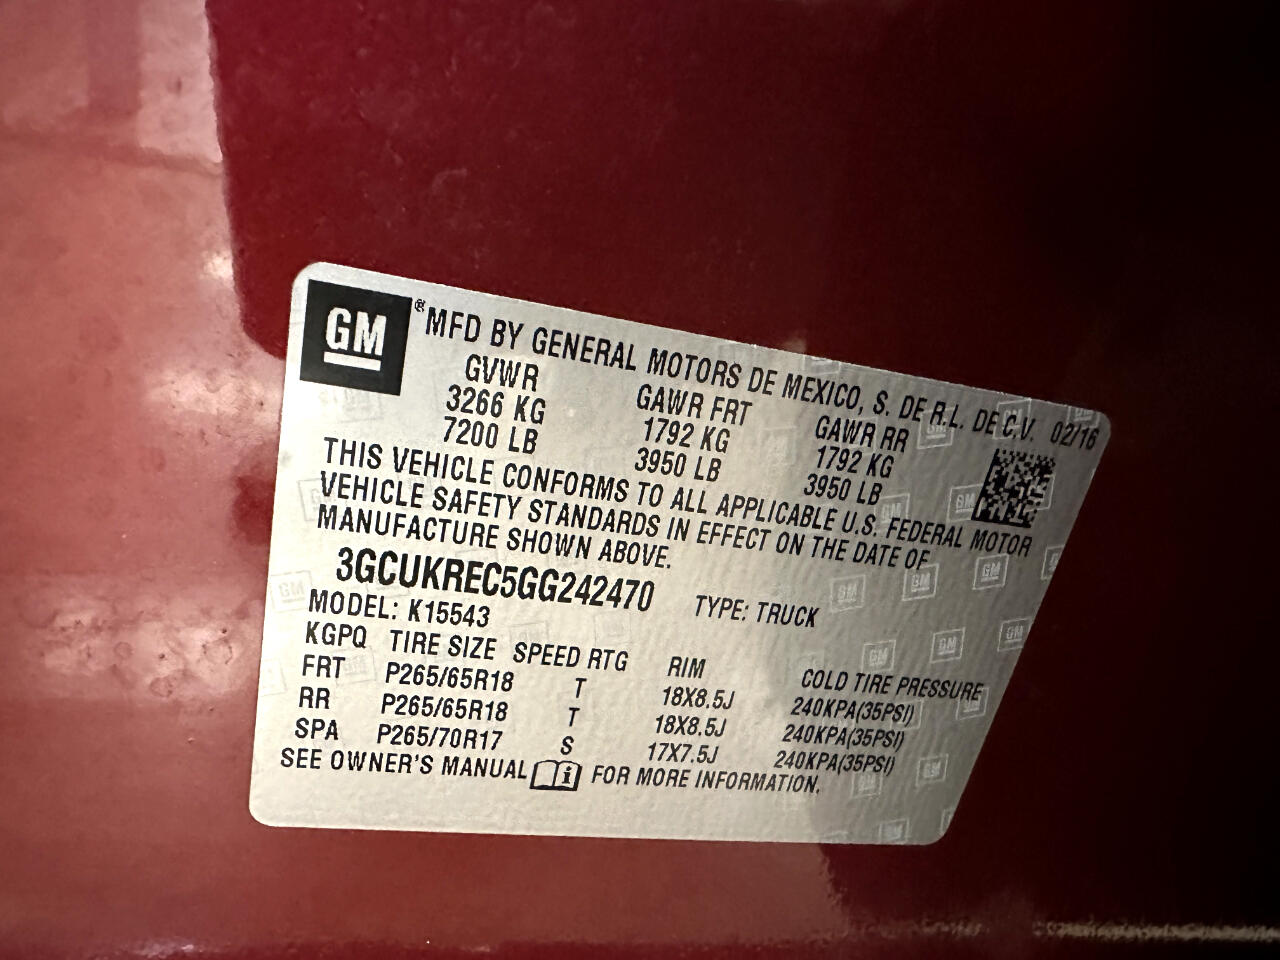 GM ® MFD BY GENERAL MOTORS DE MEXICO, S. DE R.L. DE C.V. 02/16
GVWR GAWR FRT GAWR RR
3266 KG 1792 KG 1792 KG
7200 LB 3950 LB 3950 LB
THIS VEHICLE CONFORMS TO ALL APPLICABLE U.S. FEDERAL MOTOR
VEHICLE SAFETY STANDARDS IN EFFECT ON THE DATE OF
MANUFACTURE SHOWN ABOVE.
3GCUKREC5GG242470 TYPE: TRUCK
MODEL: K15543
KGPQ TIRE SIZE SPEED RTG RIM COLD TIRE PRESSURE
FRT P265/65R18 T 18X8.5J 240KPA(35PSI)
RR P265/65R18 T 18X8.5J 240KPA(35PSI)
SPA P265/70R17 S 17X7.5J 240KPA(35PSI)
SEE OWNER'S MANUAL i FOR MORE INFORMATION.